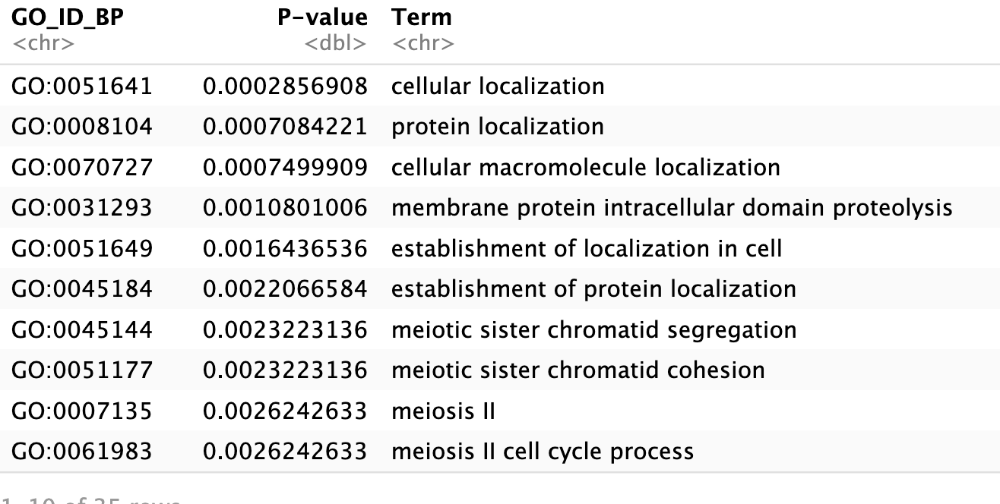 GO_ID_BP P-value Term
<chr> <dbl> <chr>
GO:0051641 0.0002856908 cellular localization
GO:0008104 0.0007084221 protein localization
GO:0070727 0.0007499909 cellular macromolecule localization
GO:0031293 0.0010801006 membrane protein intracellular domain proteolysis
GO:0051649 0.0016436536 establishment of localization in cell
GO:0045184 0.0022066584 establishment of protein localization
GO:0045144 0.0023223136 meiotic sister chromatid segregation
GO:0051177 0.0023223136 meiotic sister chromatid cohesion
GO:0007135 0.0026242633 meiosis II
GO:0061983 0.0026242633 meiosis II cell cycle process
1-10 of 35 rows